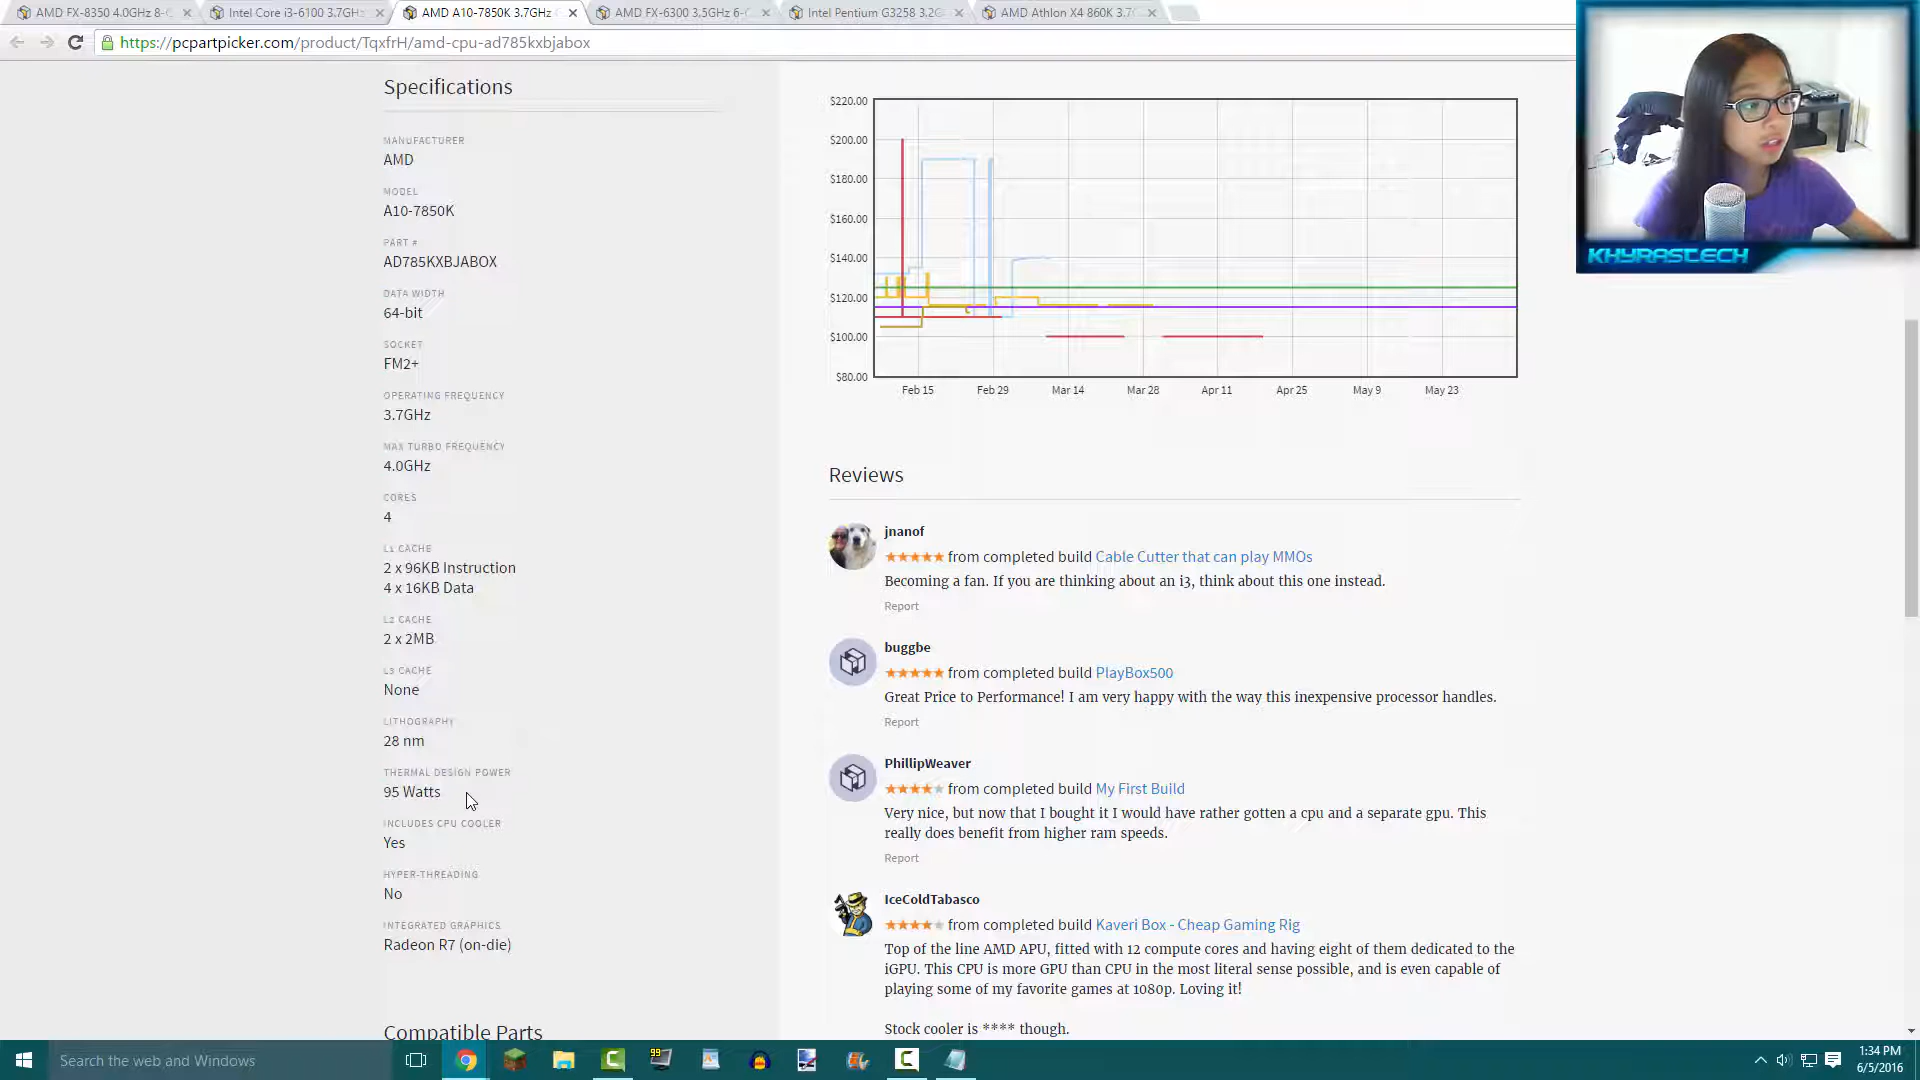 AMD FX-8350 4.0GHz 8-C
Intel Core i3-6100 3.7GHz
AMD A10-7850K 3.7GHz
AMD FX-6300 3.5GHz 6-C
Intel Pentium G3258 3.2G
AMD Athlon X4 860K 3.7G
https://pcpartpicker.com/product/TqxfrH/amd-cpu-ad785kxbjabox
KHYRASTECH
Specifications
MANUFACTURER
AMD
MODEL
A10-7850K
PART #
AD785KXBJABOX
DATA WIDTH
64-bit
SOCKET
FM2+
OPERATING FREQUENCY
3.7GHz
MAX TURBO FREQUENCY
4.0GHz
CORES
4
L1 CACHE
2 x 96KB Instruction
4 x 16KB Data
L2 CACHE
2 x 2MB
L3 CACHE
None
LITHOGRAPHY
28 nm
THERMAL DESIGN POWER
95 Watts
INCLUDES CPU COOLER
Yes
HYPER-THREADING
No
INTEGRATED GRAPHICS
Radeon R7 (on-die)
Compatible Parts
$220.00
$200.00
$180.00
$160.00
$140.00
$120.00
$100.00
$80.00
Feb 15 Feb 29 Mar 14 Mar 28 Apr 11 Apr 25 May 9 May 23
Reviews
jnanof
★★★★★ from completed build Cable Cutter that can play MMOs
Becoming a fan. If you are thinking about an i3, think about this one instead.
Report
buggbe
★★★★★ from completed build PlayBox500
Great Price to Performance! I am very happy with the way this inexpensive processor handles.
Report
PhillipWeaver
★★★★★ from completed build My First Build
Very nice, but now that I bought it I would have rather gotten a cpu and a separate gpu. This
really does benefit from higher ram speeds.
Report
IceColdTabasco
★★★★★ from completed build Kaveri Box - Cheap Gaming Rig
Top of the line AMD APU, fitted with 12 compute cores and having eight of them dedicated to the
iGPU. This CPU is more GPU than CPU in the most literal sense possible, and is even capable of
playing some of my favorite games at 1080p. Loving it!
Stock cooler is **** though.
Search the web and Windows
99
1:34 PM
6/5/2016